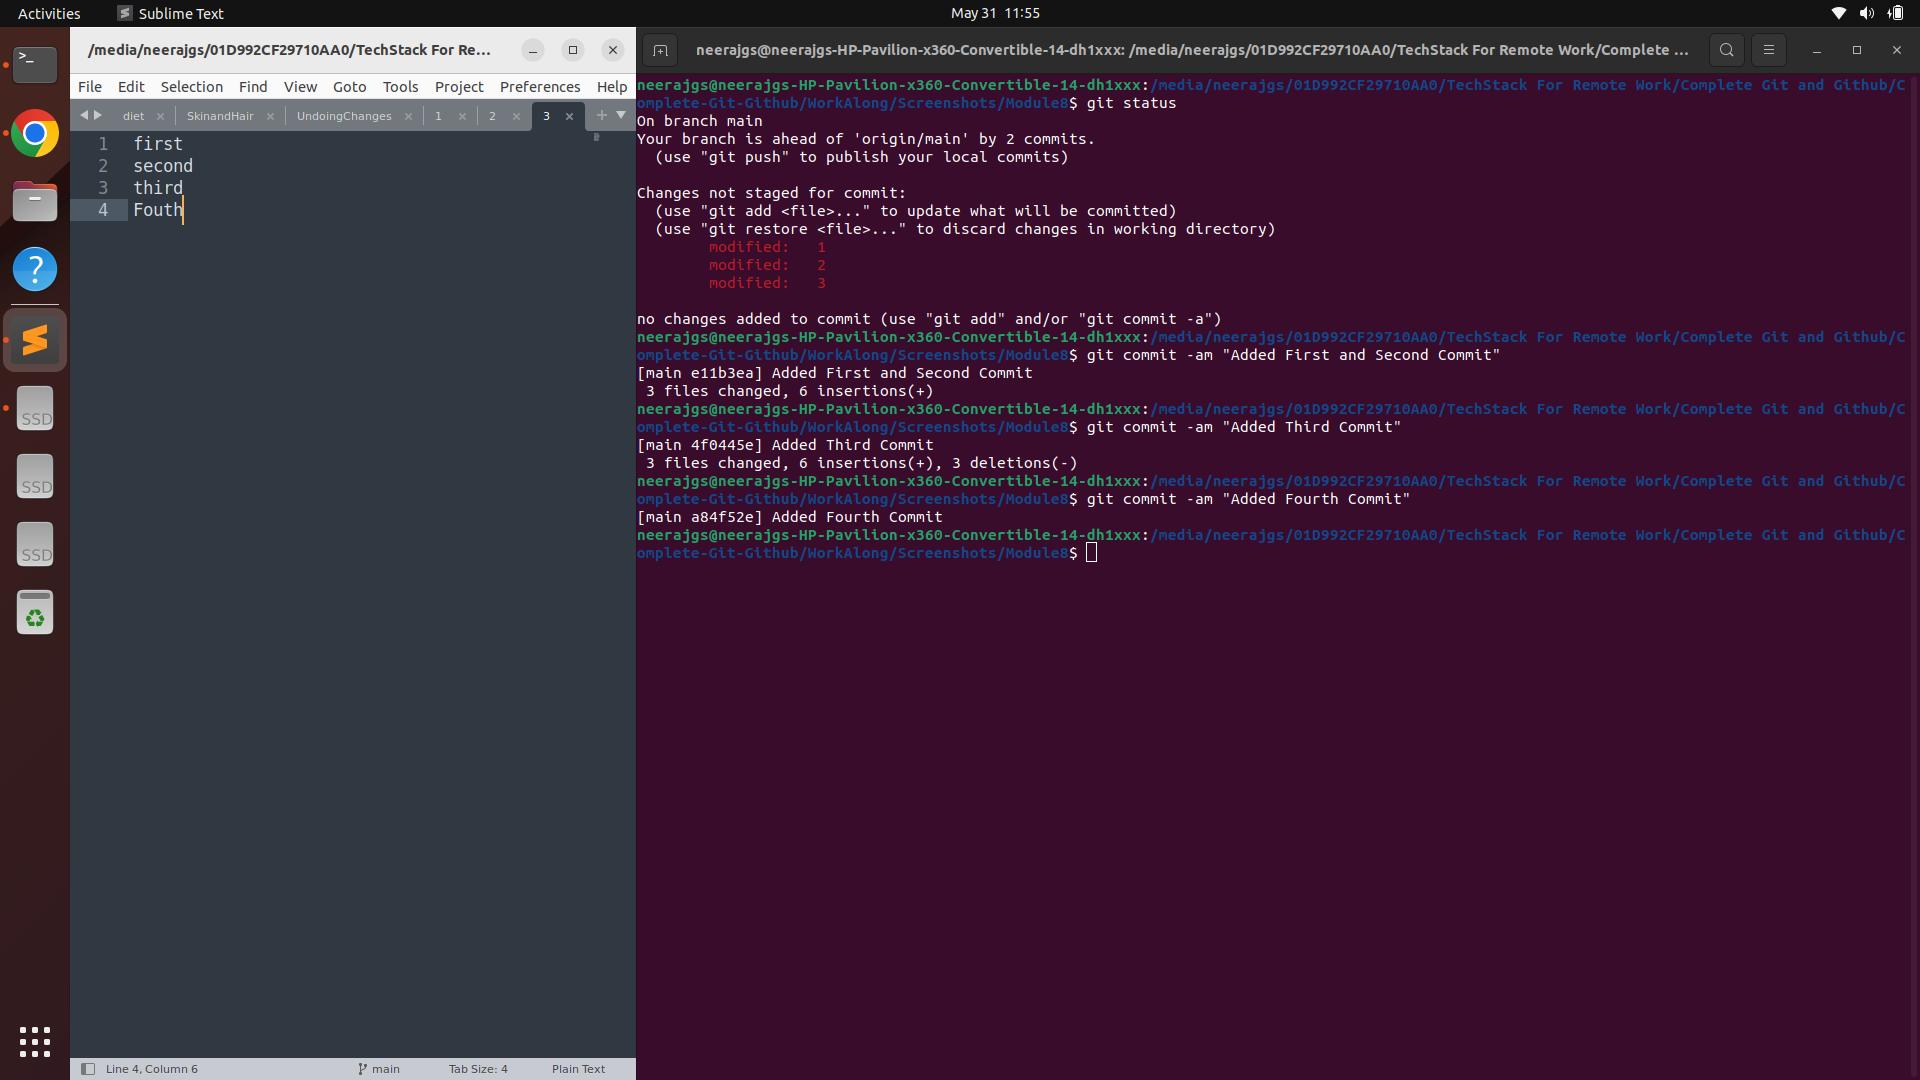 Activities
Sublime Text
May 31 11:55
/media/neerajgs/01D992CF29710AA0/TechStack For Re...
File Edit Selection Find View Goto Tools Project Preferences Help
diet SkinandHair UndoingChanges 1 2 3
1 first
2 second
3 third
4 Fouth
SSD
SSD
SSD
Line 4, Column 6 main Tab Size: 4 Plain Text
neerajgs@neerajgs-HP-Pavilion-x360-Convertible-14-dh1xxx: /media/neerajgs/01D992CF29710AA0/TechStack For Remote Work/Complete ...
neerajgs@neerajgs-HP-Pavilion-x360-Convertible-14-dh1xxx:/media/neerajgs/01D992CF29710AA0/TechStack For Remote Work/Complete Git and Github/C
omplete-Git-Github/WorkAlong/Screenshots/Module8$ git status
On branch main
Your branch is ahead of 'origin/main' by 2 commits.
(use "git push" to publish your local commits)
Changes not staged for commit:
(use "git add <file>..." to update what will be committed)
(use "git restore <file>..." to discard changes in working directory)
modified: 1
modified: 2
modified: 3
no changes added to commit (use "git add" and/or "git commit -a")
neerajgs@neerajgs-HP-Pavilion-x360-Convertible-14-dh1xxx:/media/neerajgs/01D992CF29710AA0/TechStack For Remote Work/Complete Git and Github/C
omplete-Git-Github/WorkAlong/Screenshots/Module8$ git commit -am "Added First and Second Commit"
[main e11b3ea] Added First and Second Commit
3 files changed, 6 insertions(+)
neerajgs@neerajgs-HP-Pavilion-x360-Convertible-14-dh1xxx:/media/neerajgs/01D992CF29710AA0/TechStack For Remote Work/Complete Git and Github/C
omplete-Git-Github/WorkAlong/Screenshots/Module8$ git commit -am "Added Third Commit"
[main 4f0445e] Added Third Commit
3 files changed, 6 insertions(+), 3 deletions(-)
neerajgs@neerajgs-HP-Pavilion-x360-Convertible-14-dh1xxx:/media/neerajgs/01D992CF29710AA0/TechStack For Remote Work/Complete Git and Github/C
omplete-Git-Github/WorkAlong/Screenshots/Module8$ git commit -am "Added Fourth Commit"
[main a84f52e] Added Fourth Commit
neerajgs@neerajgs-HP-Pavilion-x360-Convertible-14-dh1xxx:/media/neerajgs/01D992CF29710AA0/TechStack For Remote Work/Complete Git and Github/C
omplete-Git-Github/WorkAlong/Screenshots/Module8$